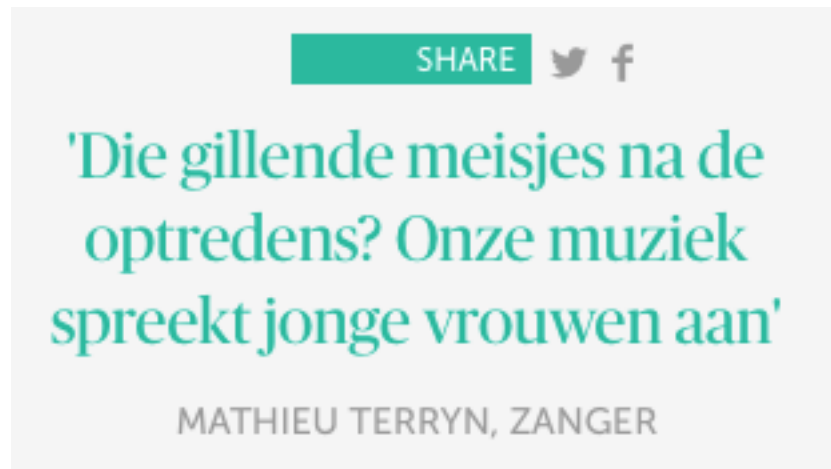 SHARE
'Die gillende meisjes na de
optredens? Onze muziek
spreekt jonge vrouwen aan'
MATHIEU TERRYN, ZANGER